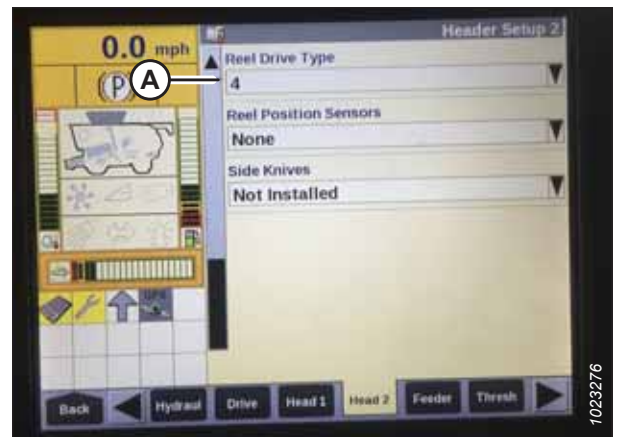 Header Setup 2
0.0 mph
Reel Drive Type
(P)
A
4
Reel Position Sensors
None
Side Knives
Not Installed
Back
Hydraul
Drive
Head 1
Head 2
Feeder
Thresh
1023276